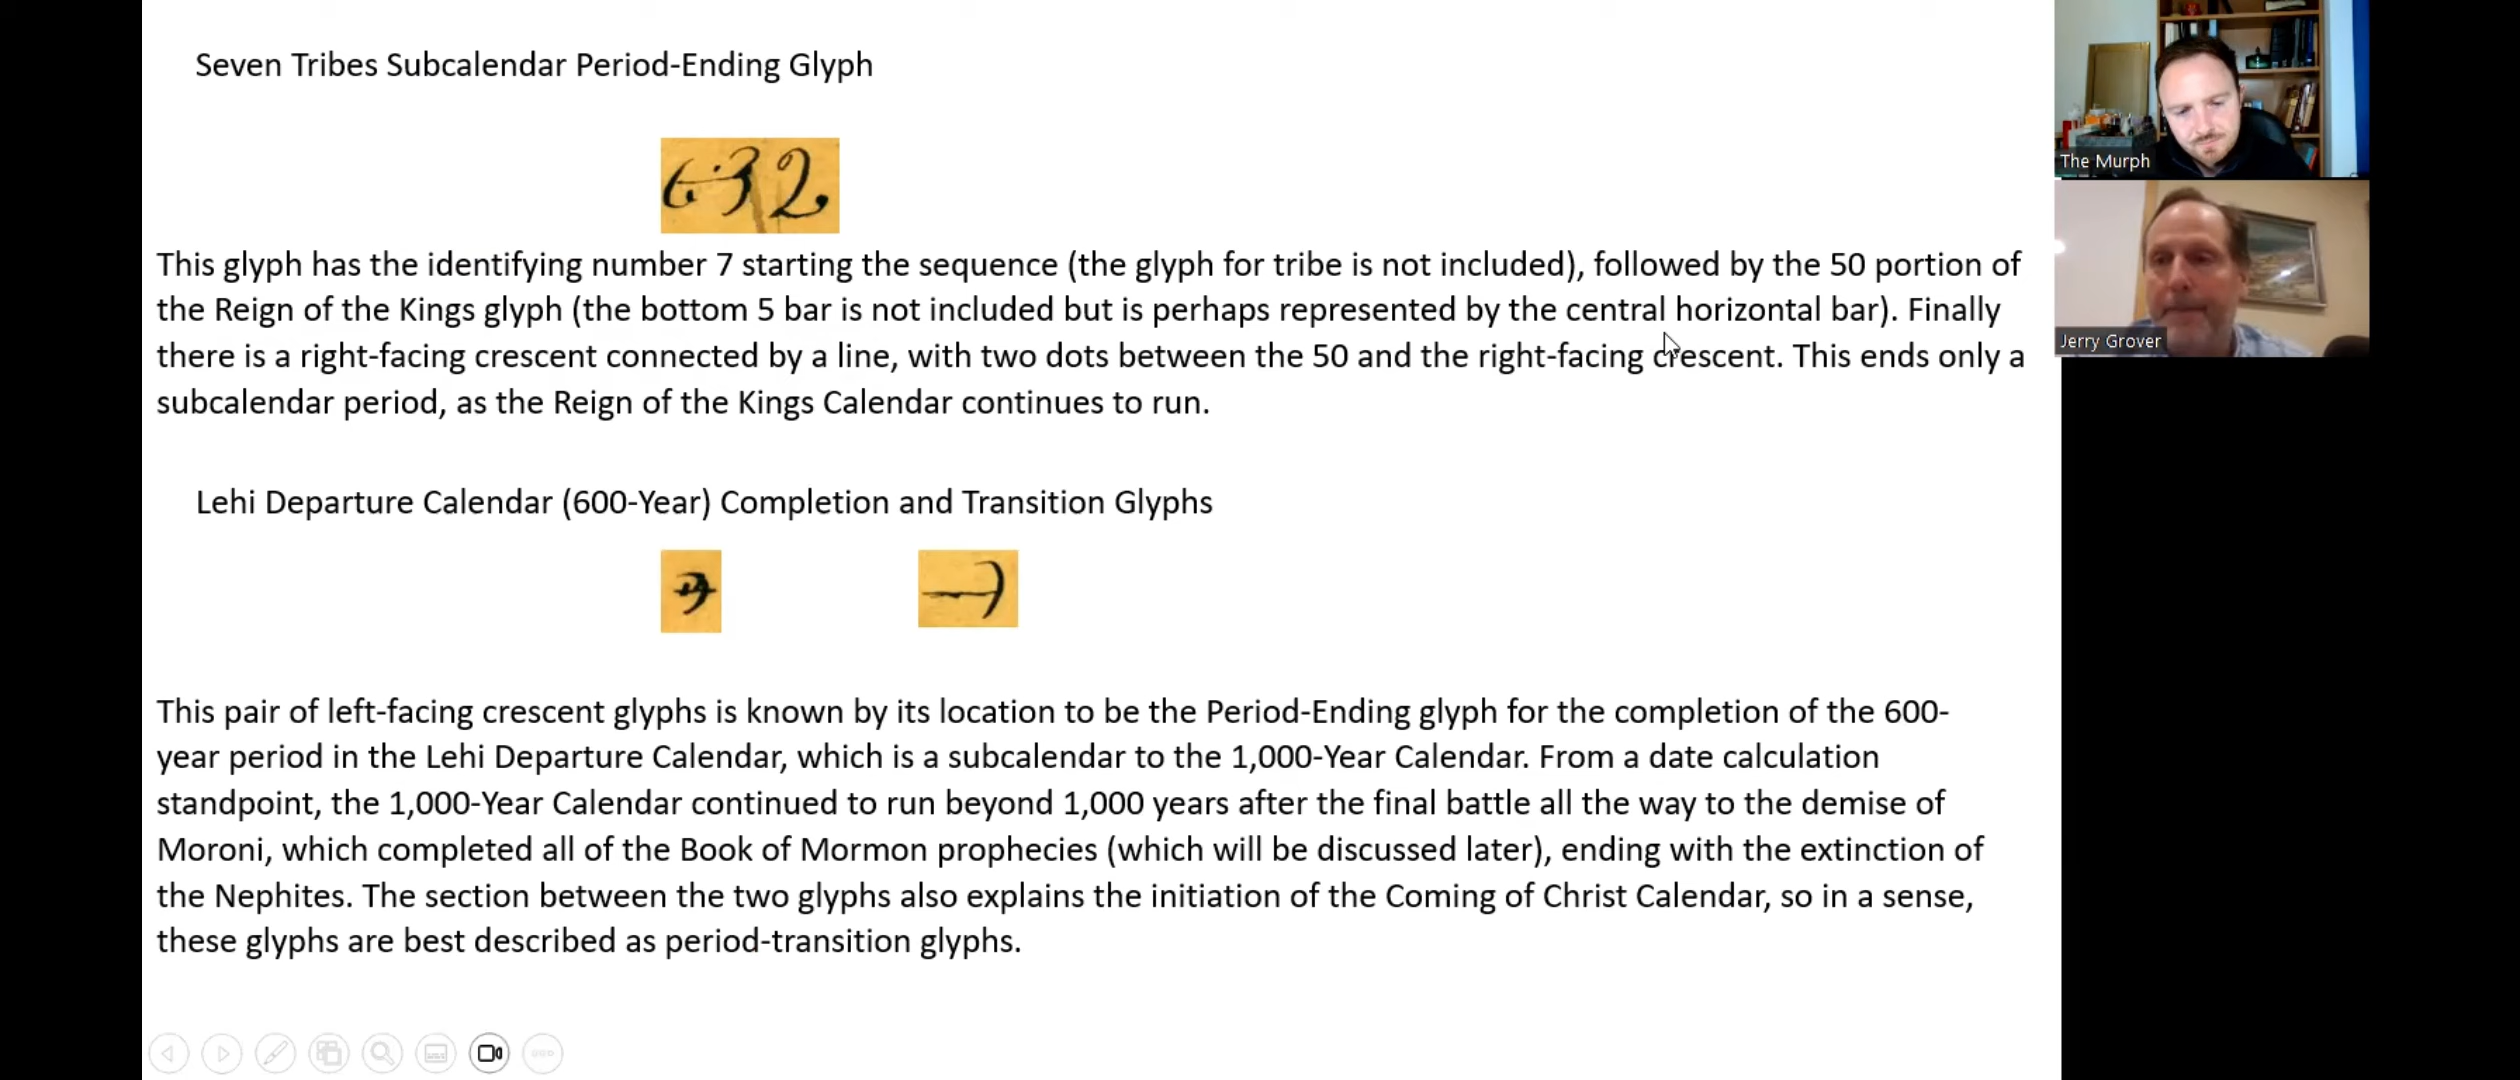 Seven Tribes Subcalendar Period-Ending Glyph
This glyph has the identifying number 7 starting the sequence (the glyph for tribe is not included), followed by the 50 portion of
the Reign of the Kings glyph (the bottom 5 bar is not included but is perhaps represented by the central horizontal bar). Finally
there is a right-facing crescent connected by a line, with two dots between the 50 and the right-facing crescent. This ends only a
subcalendar period, as the Reign of the Kings Calendar continues to run.
Lehi Departure Calendar (600-Year) Completion and Transition Glyphs
This pair of left-facing crescent glyphs is known by its location to be the Period-Ending glyph for the completion of the 600-
year period in the Lehi Departure Calendar, which is a subcalendar to the 1,000-Year Calendar. From a date calculation
standpoint, the 1,000-Year Calendar continued to run beyond 1,000 years after the final battle all the way to the demise of
Moroni, which completed all of the Book of Mormon prophecies (which will be discussed later), ending with the extinction of
the Nephites. The section between the two glyphs also explains the initiation of the Coming of Christ Calendar, so in a sense,
these glyphs are best described as period-transition glyphs.
The Murph
Jerry Grover